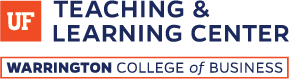 UF TEACHING &
LEARNING CENTER
WARRINGTON COLLEGE of BUSINESS